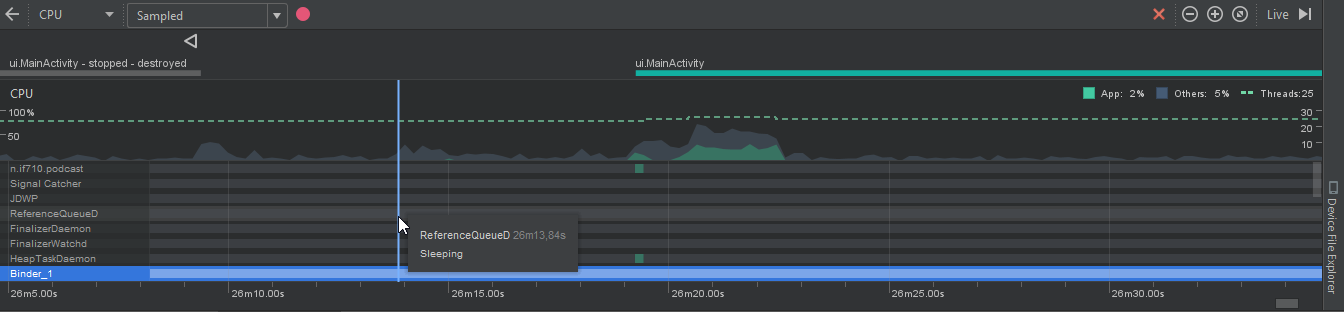 CPU Sampled Live
ui.MainActivity - stopped - destroyed ui.MainActivity
CPU App: 2% Others: 5% Threads:25
100% 30
50 20
10
n.if710.podcast
Signal Catcher
JDWP
ReferenceQueueD
FinalizerDaemon
FinalizerWatchd
HeapTaskDaemon
Binder_1
ReferenceQueueD 26m13,84s
Sleeping
26m5.00s 26m10.00s 26m15.00s 26m20.00s 26m25.00s 26m30.00s
Device File Explorer